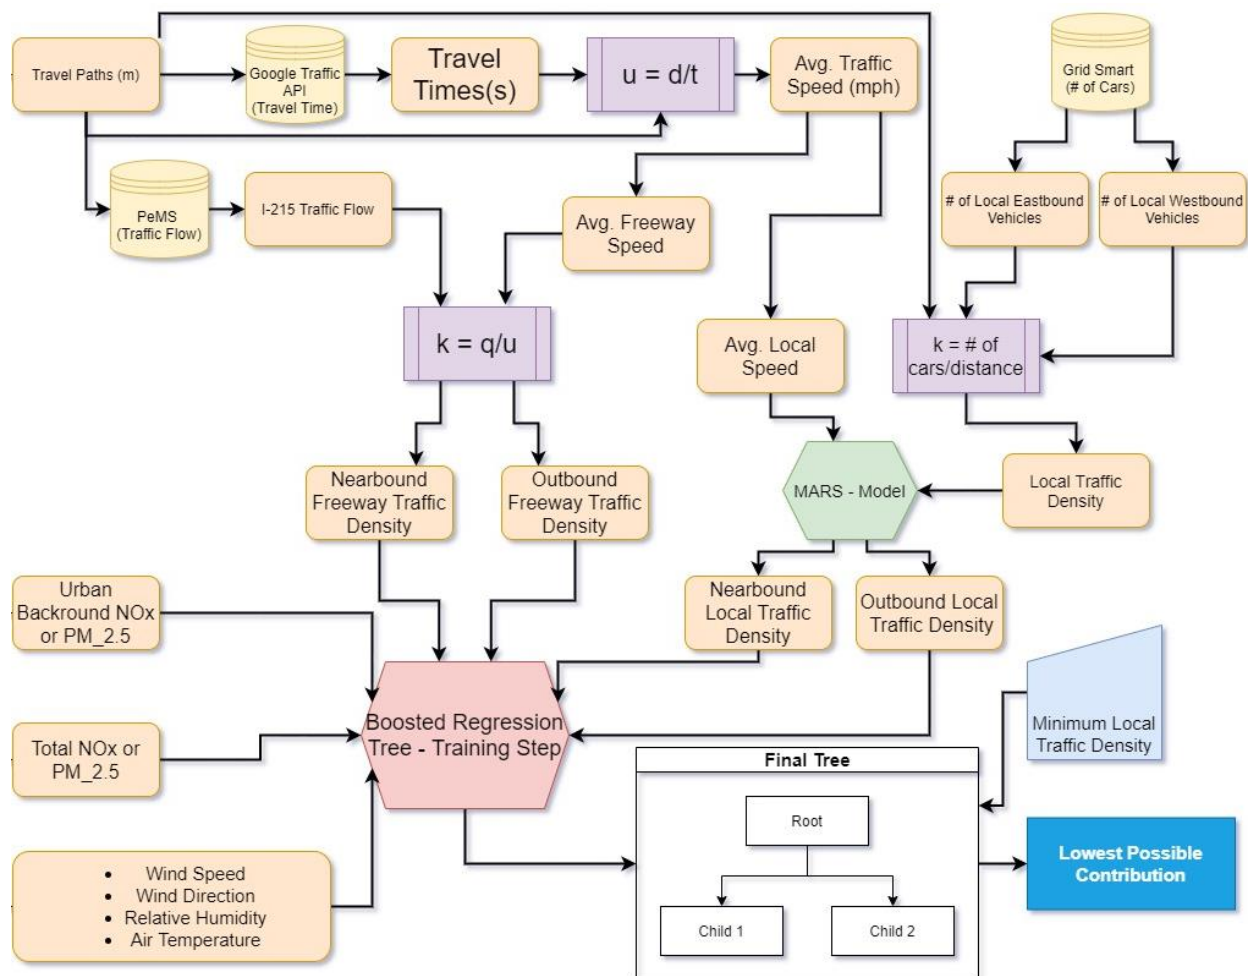 Travel Paths (m)
Google Traffic
API
(Travel Time)
Travel
Times(s)
u = d/t
Avg. Traffic
Speed (mph)
Grid Smart
(# of Cars)
PeMS
(Traffic Flow)
I-215 Traffic Flow
Avg. Freeway
Speed
# of Local Eastbound
Vehicles
# of Local Westbound
Vehicles
k = q/u
Avg. Local
Speed
k = # of
cars/distance
Nearbound
Freeway Traffic
Density
Outbound
Freeway Traffic
Density
MARS - Model
Local Traffic
Density
Urban
Backround NOx
or PM_2.5
Nearbound
Local Traffic
Density
Outbound Local
Traffic Density
Boosted Regression
Tree - Training Step
Minimum Local
Traffic Density
Total NOx or
PM_2.5
Final Tree
Root
Child 1
Child 2
Lowest Possible
Contribution
• Wind Speed
• Wind Direction
• Relative Humidity
• Air Temperature